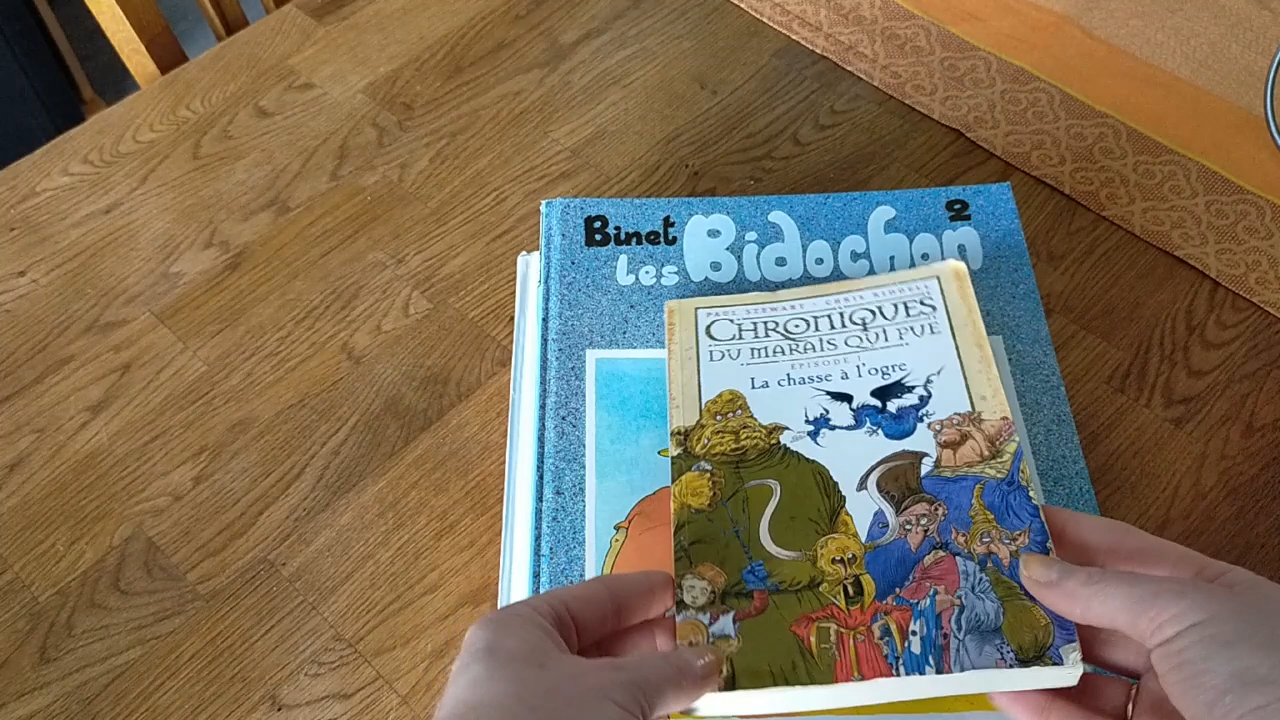 Binet
2
les Bidochon
PAUL STEWART · CHRIS RIDDELL
CHRONIQUES
DU MARAIS QUI PUE
ÉPISODE 1
La chasse à l'ogre